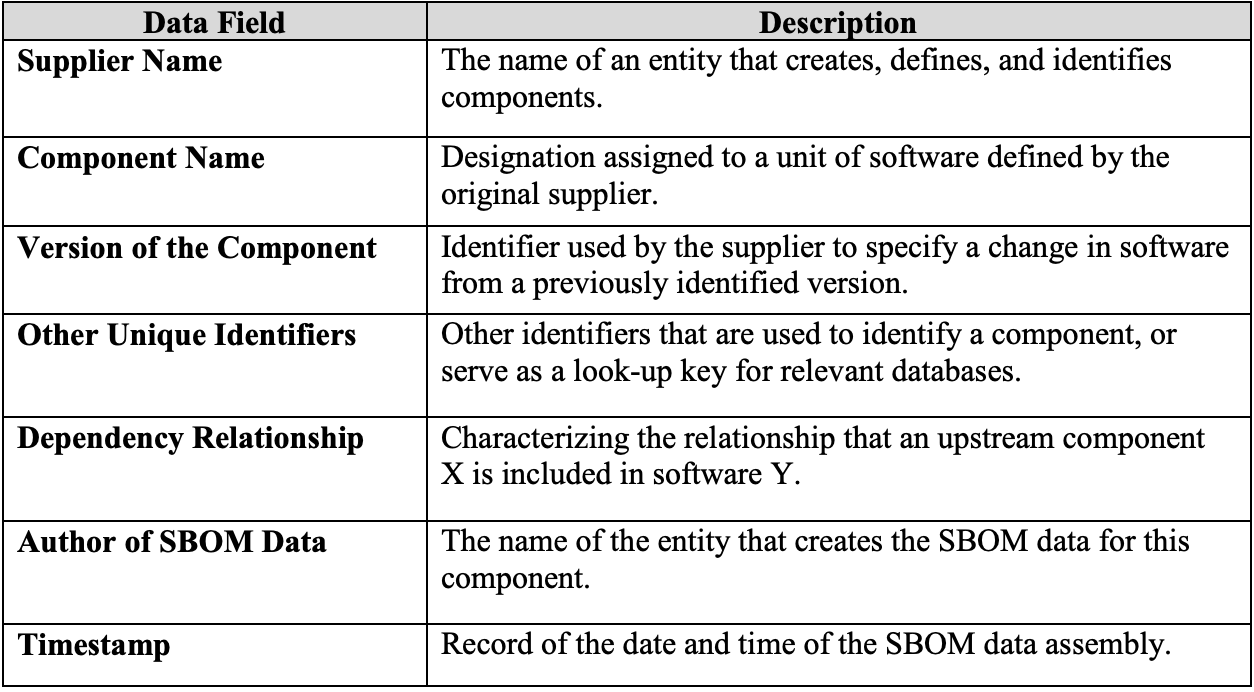 Data Field Description
Supplier Name The name of an entity that creates, defines, and identifies
components.
Component Name Designation assigned to a unit of software defined by the
original supplier.
Version of the Component Identifier used by the supplier to specify a change in software
from a previously identified version.
Other Unique Identifiers Other identifiers that are used to identify a component, or
serve as a look-up key for relevant databases.
Dependency Relationship Characterizing the relationship that an upstream component
X is included in software Y.
Author of SBOM Data The name of the entity that creates the SBOM data for this
component.
Timestamp Record of the date and time of the SBOM data assembly.